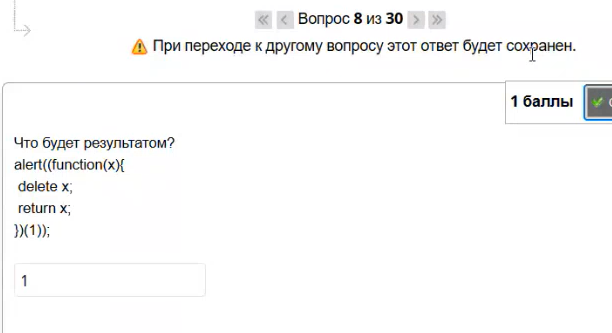 Вопрос 8 из 30
При переходе к другому вопросу этот ответ будет сохранен.
1 баллы
Что будет результатом?
alert((function(x){
delete x;
return x;
})(1));
1